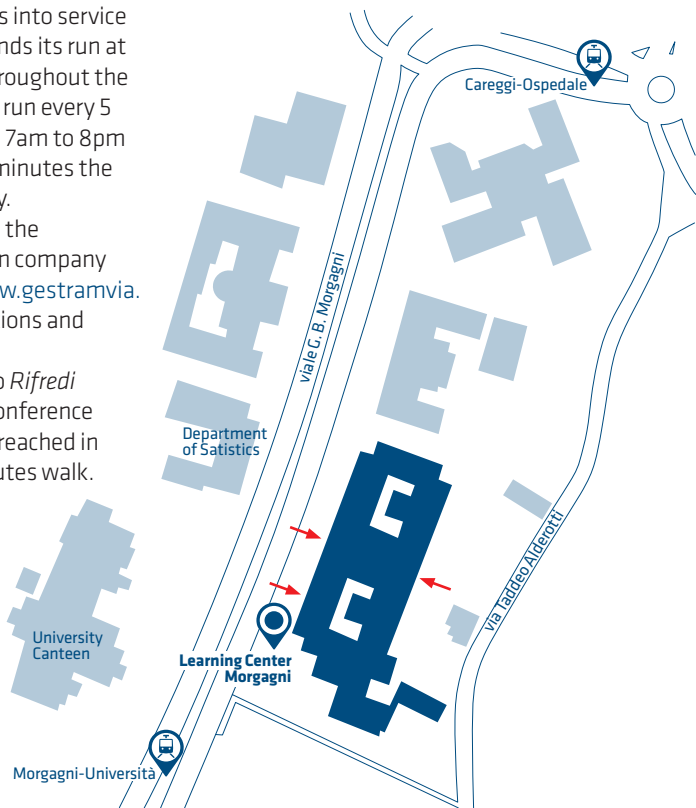 s into service
nds its run at
roughout the
run every 5
7am to 8pm
minutes the
y.
the
n company
w.gestramvia.
ions and
o Rifredi
onference
reached in
utes walk.
Careggi-Ospedale
viale G. B. Morgagni
Department
of Satistics
via Taddeo Alderotti
University
Canteen
Learning Center
Morgagni
Morgagni-Università